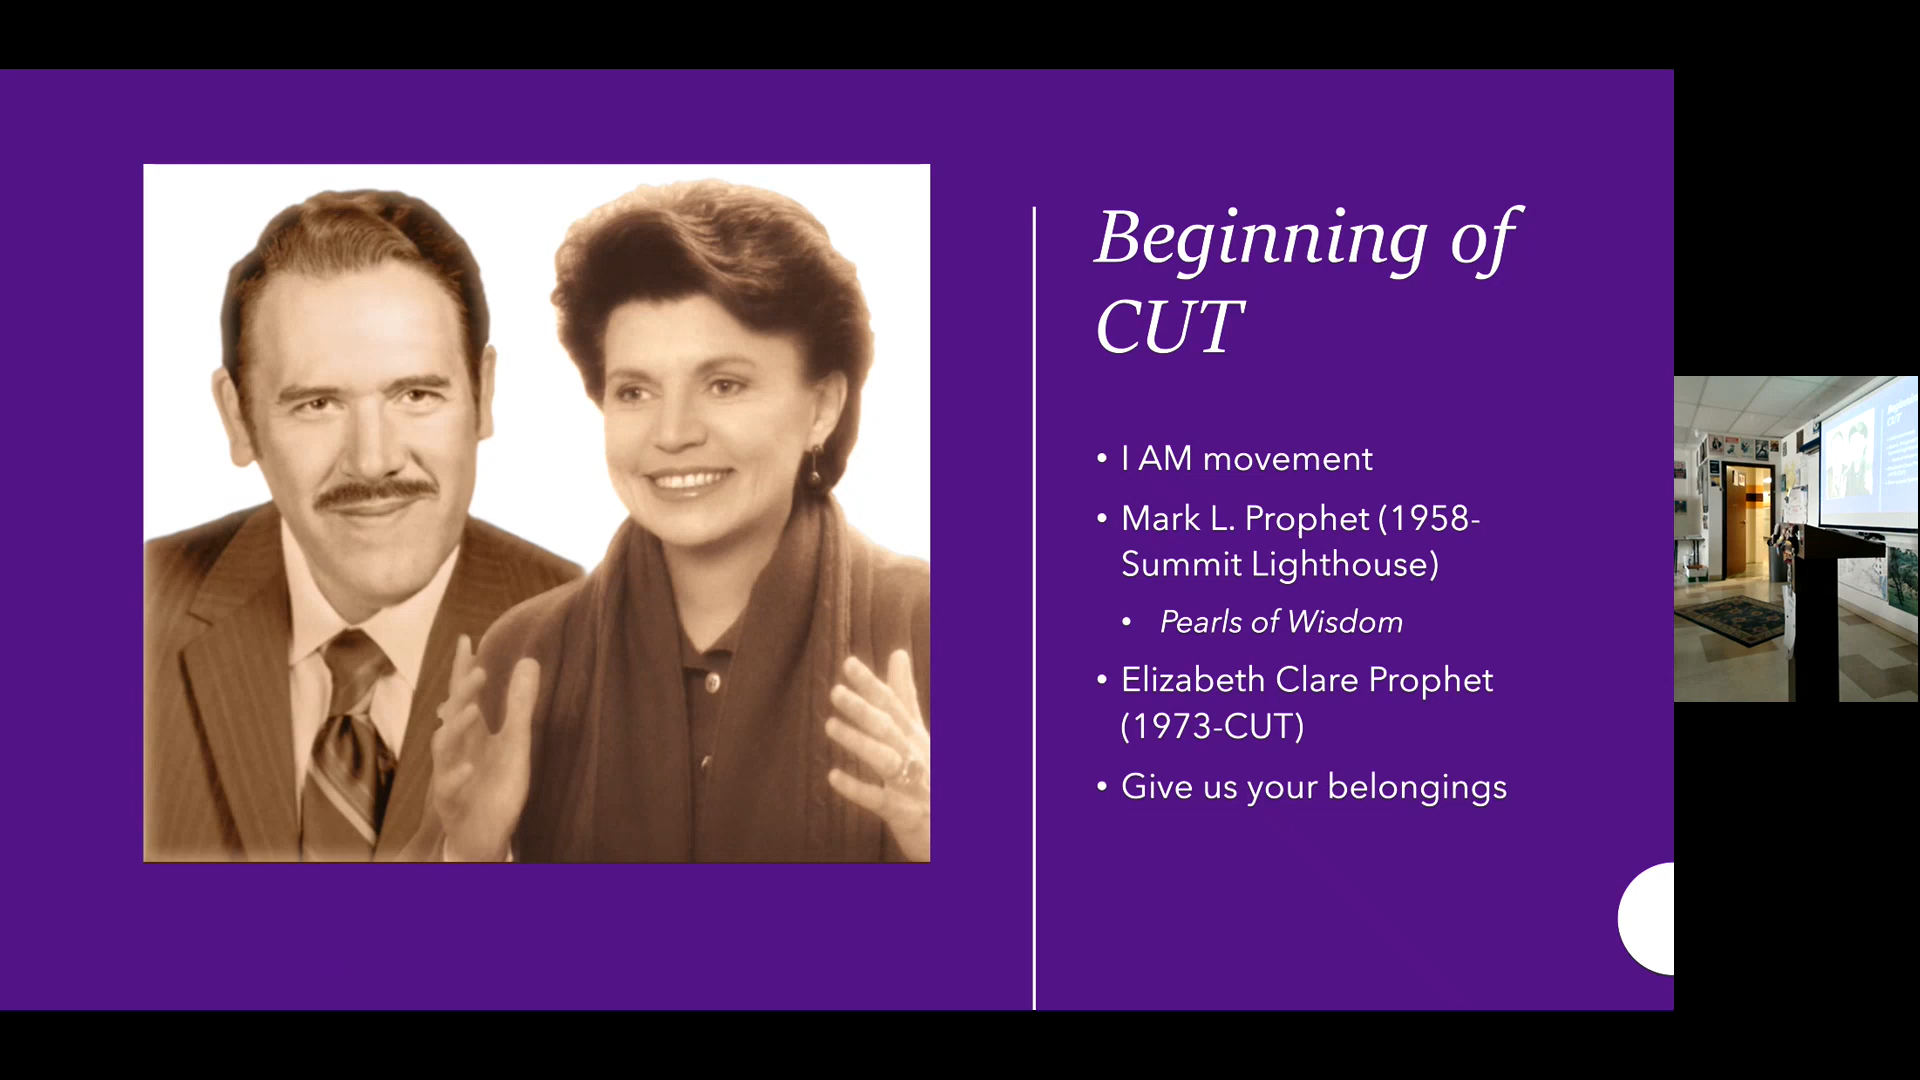 Beginning of
CUT
• I AM movement
• Mark L. Prophet (1958-
Summit Lighthouse)
• Pearls of Wisdom
• Elizabeth Clare Prophet
(1973-CUT)
• Give us your belongings